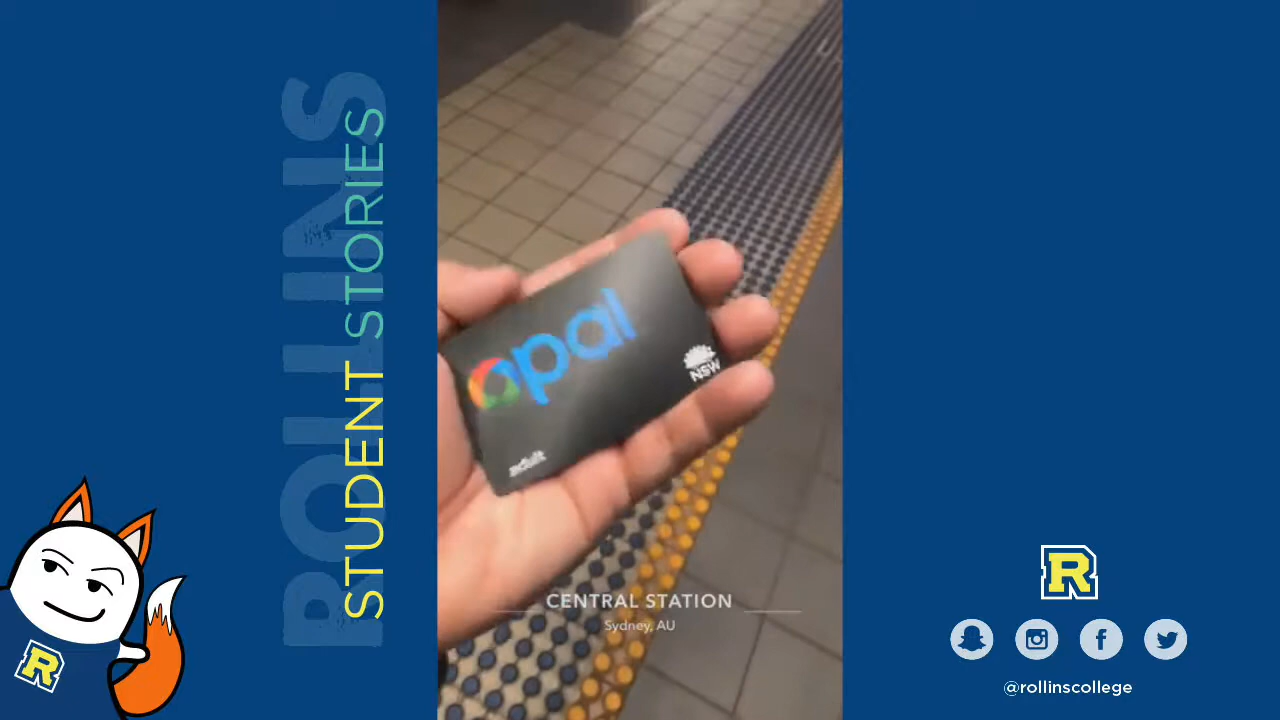 ROLLINS
STUDENT STORIES
opal
NSW
adult
CENTRAL STATION
Sydney, AU
R
R
@rollinscollege